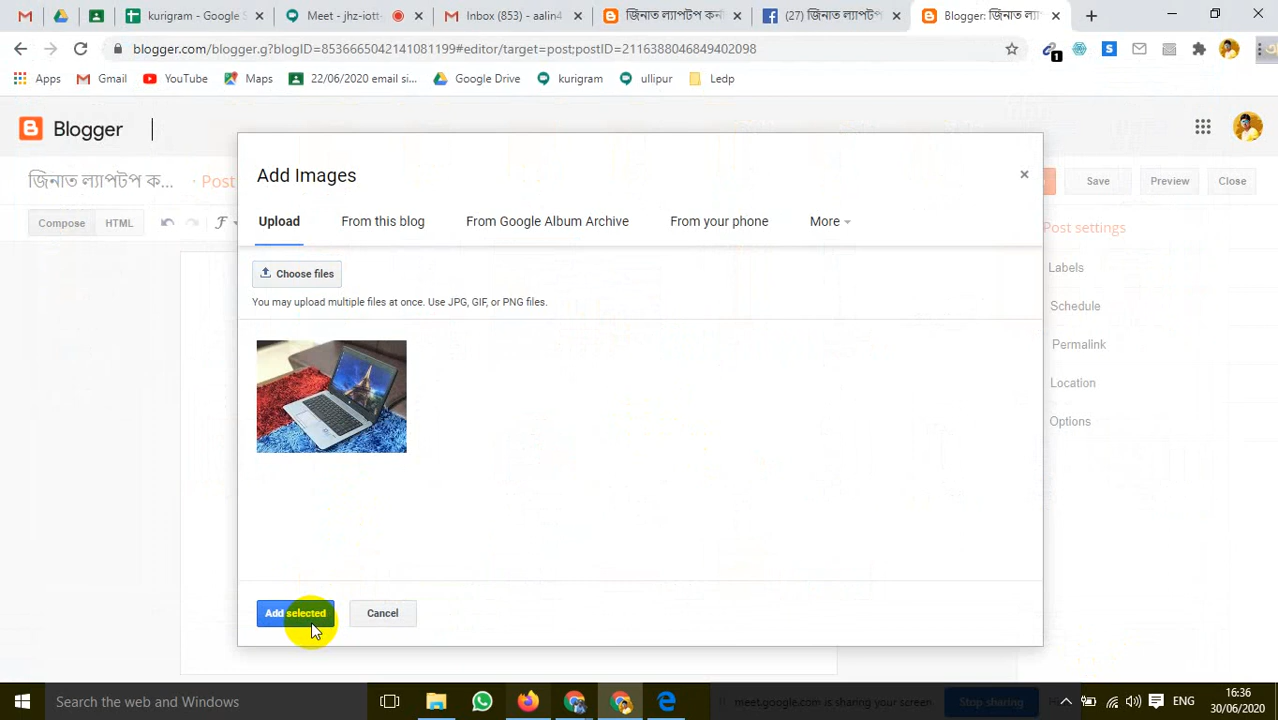 kurigram - Google S
Meet - jhz-iott-
Inbox (853) - aalin4
জিনাত ল্যাপটপ কর্ন
(27) জিনাত ল্যাপটপ
Blogger: জিনাত ল্যা
blogger.com/blogger.g?blogID=8536665042141081199#editor/target=post;postID=2116388046849402098
1
Apps
Gmail
YouTube
Maps
22/06/2020 email si...
Google Drive
kurigram
ullipur
Ledp
Blogger
জিনাত ল্যাপটপ ক...
· Post
Save
Preview
Close
Compose
HTML
Add Images
Upload
From this blog
From Google Album Archive
From your phone
More
Choose files
You may upload multiple files at once. Use JPG, GIF, or PNG files.
Post settings
Labels
Schedule
Permalink
Location
Options
Add selected
Cancel
Search the web and Windows
meet.google.com is sharing your screen
Stop sharing
ENG
16:36
30/06/2020